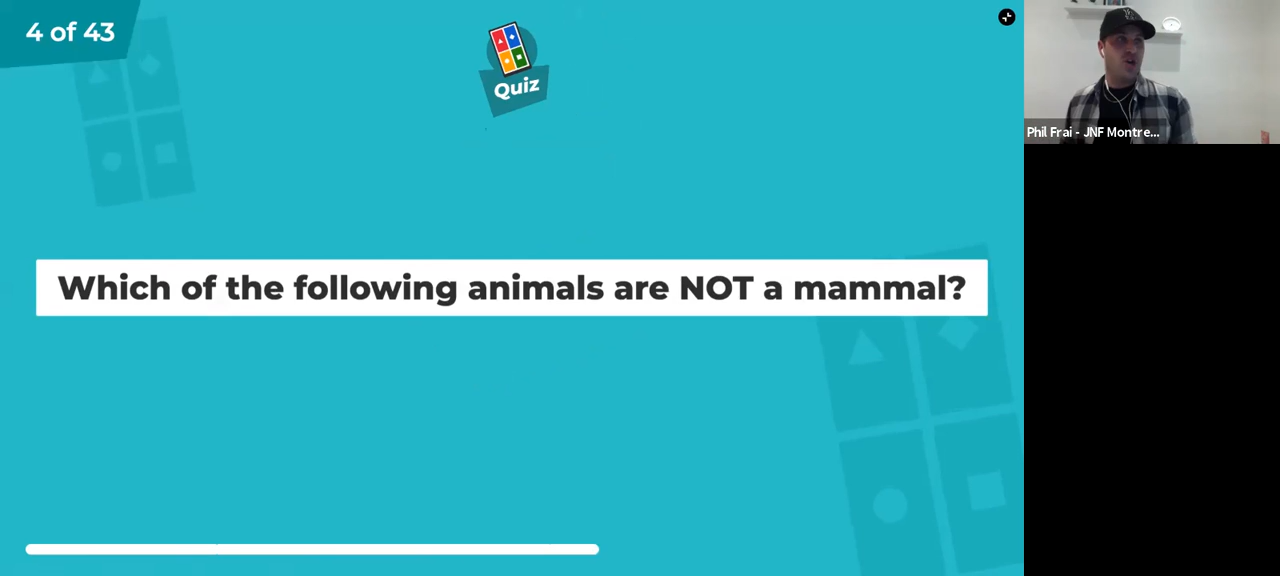 4 of 43
Quiz
Which of the following animals are NOT a mammal?
Phil Frai - JNF Montre...